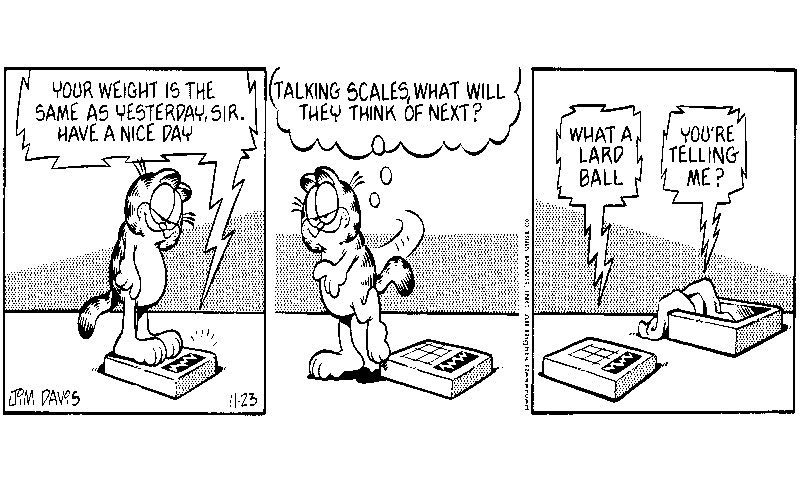 YOUR WEIGHT IS THE
SAME AS YESTERDAY, SIR.
HAVE A NICE DAY
JIM DAVIS
11-23
TALKING SCALES, WHAT WILL
THEY THINK OF NEXT?
WHAT A
LARD
BALL
YOU'RE
TELLING
ME?